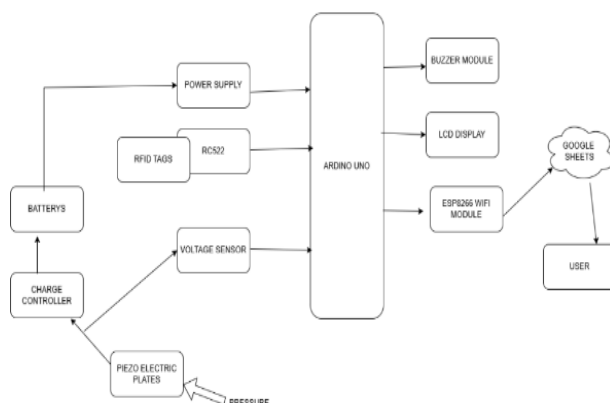 POWER SUPPLY
RFID TAGS
RC522
BATTERYS
VOLTAGE SENSOR
CHARGE
CONTROLLER
PIEZO ELECTRIC
PLATES
PRESSURE
ARDINO UNO
BUZZER MODULE
LCD DISPLAY
ESP8266 WIFI
MODULE
GOOGLE
SHEETS
USER